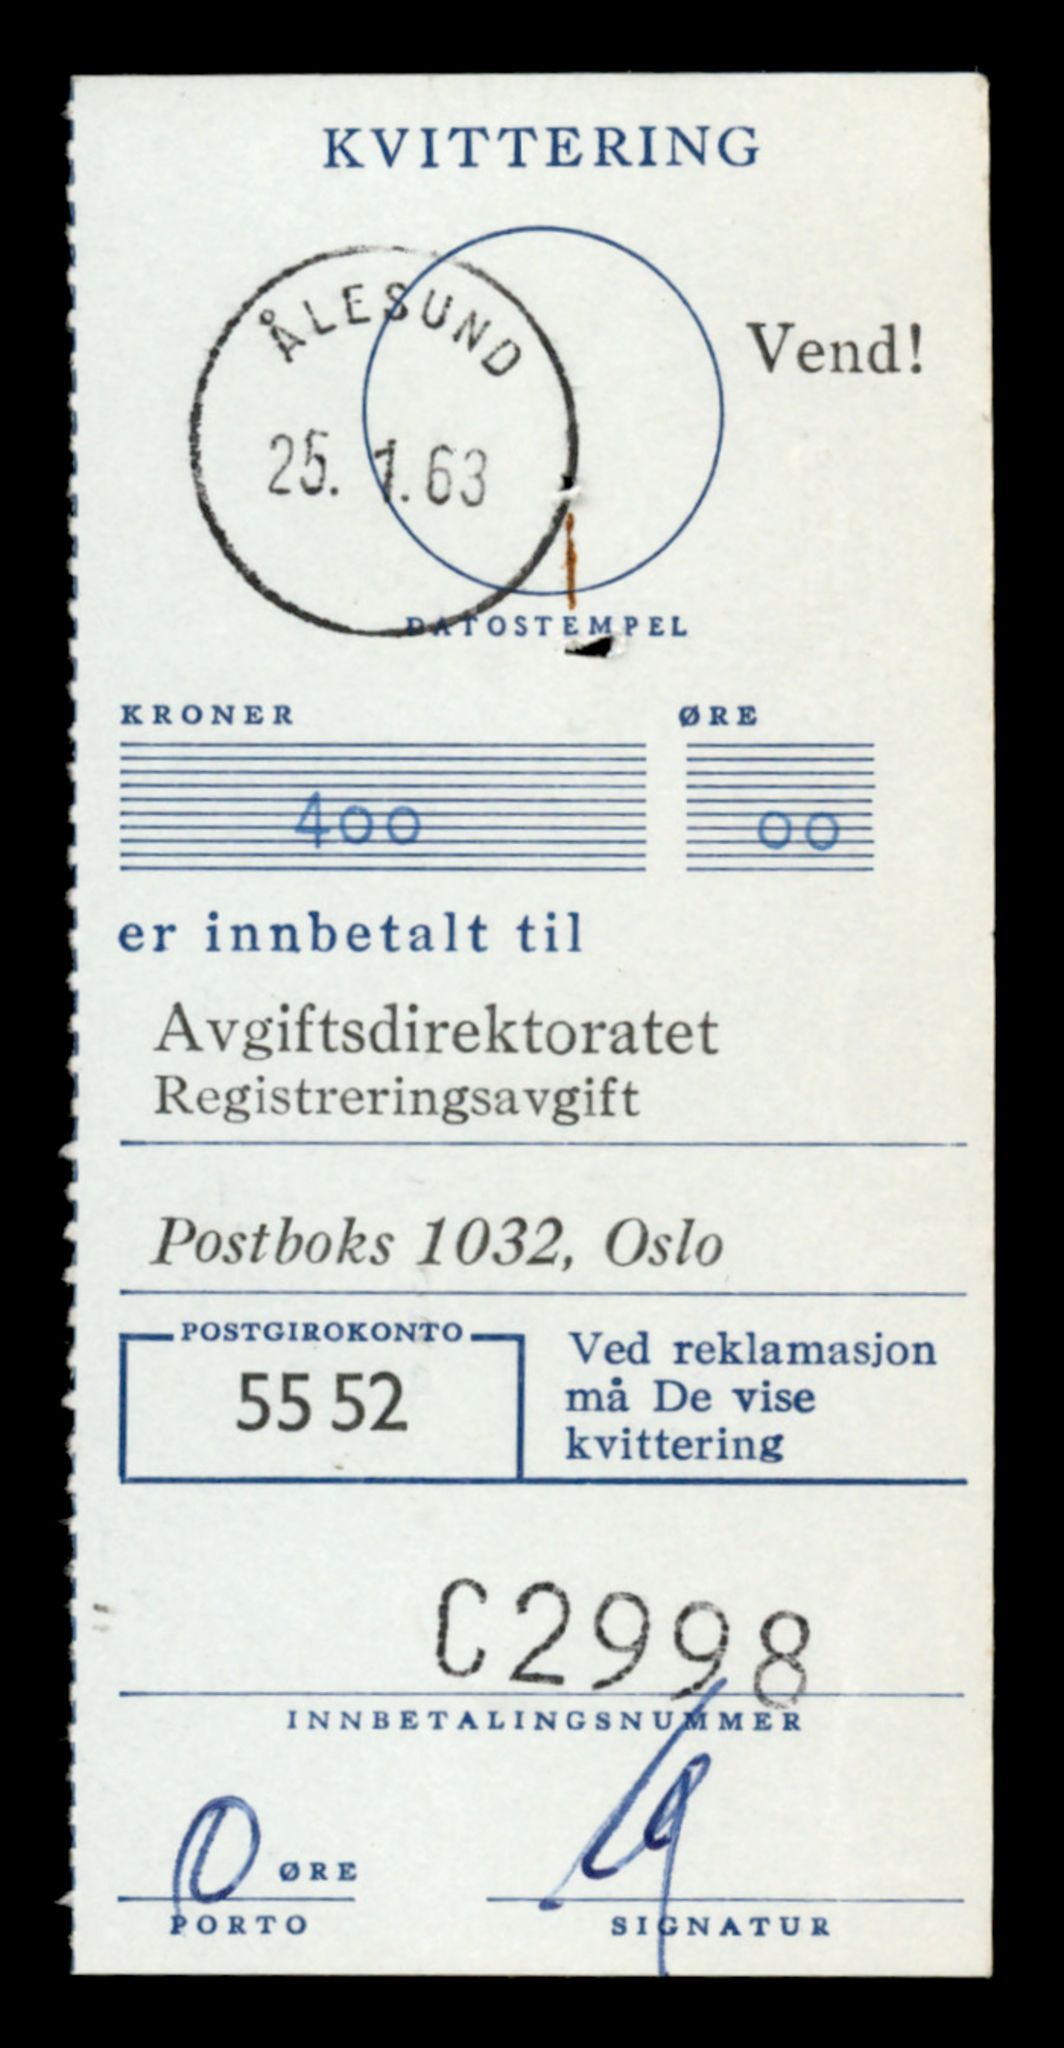 KVITTERING
ÅLESUND
25. 1. 63
Vend!
DATOSTEMPEL
KRONER ØRE
400 00
er innbetalt til
Avgiftsdirektoratet
Registreringsavgift
Postboks 1032, Oslo
POSTGIROKONTO
55 52
Ved reklamasjon
må De vise
kvittering
C2998
INNBETALINGSNUMMER
0 ØRE
PORTO
SIGNATUR